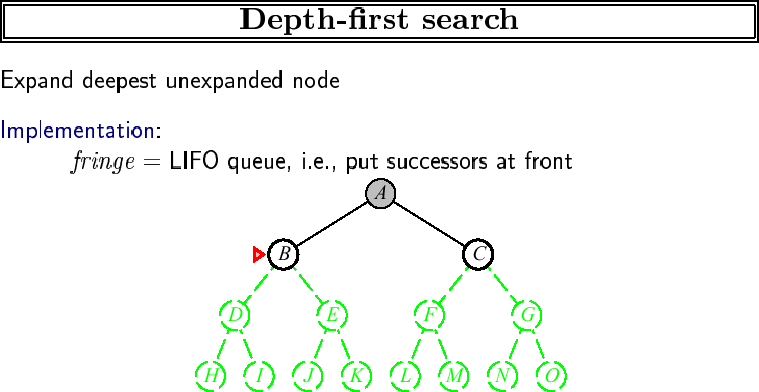 Depth-first search
Expand deepest unexpanded node
Implementation:
fringe = LIFO queue, i.e., put successors at front
A
B C
D E F G
H I J K L M N O